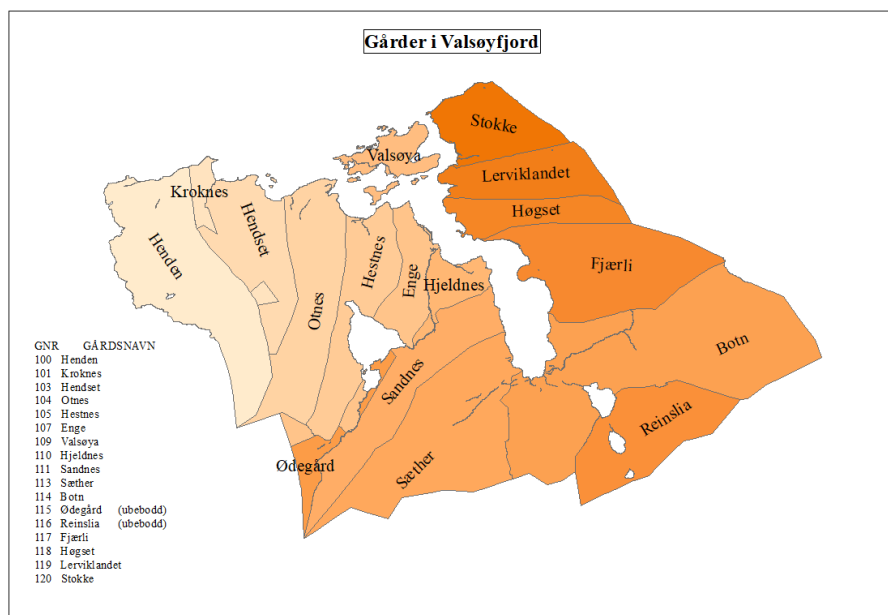 Gårder i Valsøyfjord
Stokke
Valsøya
Lerviklandet
Kroknes
Høgset
Hendset
Hestnes
Henden
Enge
Fjærli
Hjeldnes
Otnes
Botn
Sandnes
Reinslia
Sæther
Ødegård
GNR GÅRDSNAVN
100 Henden
101 Kroknes
103 Hendset
104 Otnes
105 Hestnes
107 Enge
109 Valsøya
110 Hjeldnes
111 Sandnes
113 Sæther
114 Botn
115 Ødegård (ubebodd)
116 Reinslia (ubebodd)
117 Fjærli
118 Høgset
119 Lerviklandet
120 Stokke